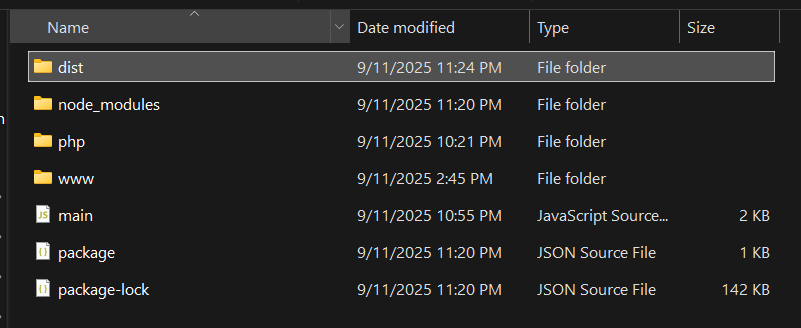 Name Date modified Type Size
dist 9/11/2025 11:24 PM File folder
node_modules 9/11/2025 11:20 PM File folder
php 9/11/2025 10:21 PM File folder
www 9/11/2025 2:45 PM File folder
main 9/11/2025 10:55 PM JavaScript Source... 2 KB
package 9/11/2025 11:20 PM JSON Source File 1 KB
package-lock 9/11/2025 11:20 PM JSON Source File 142 KB